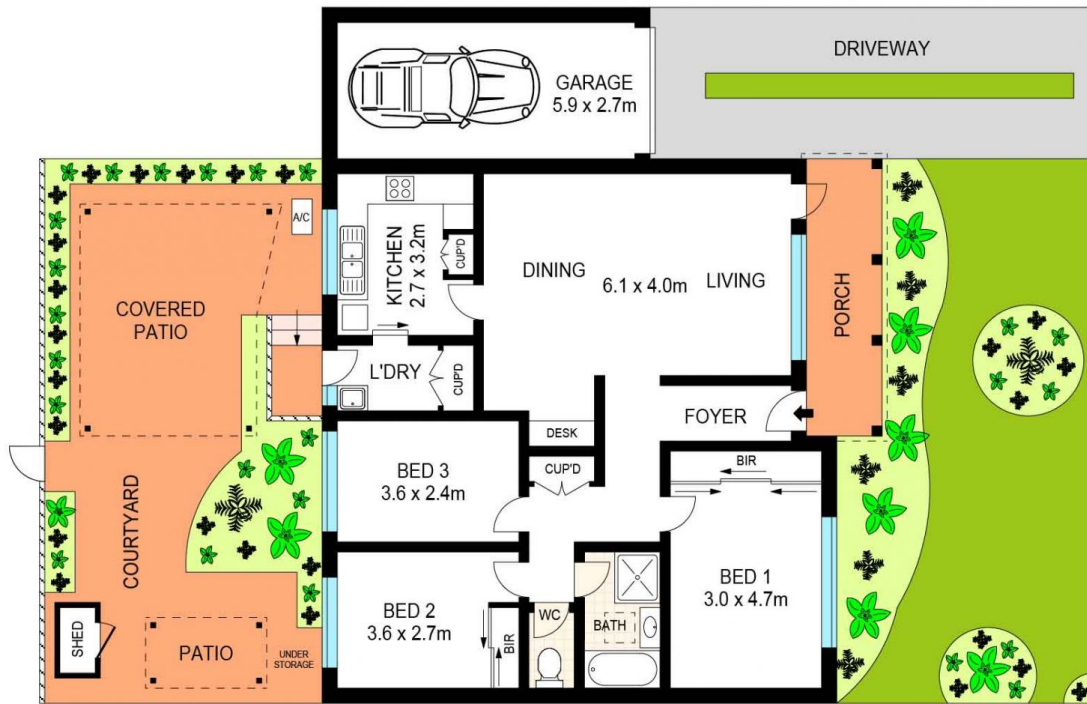 DRIVEWAY
GARAGE
5.9 x 2.7m
A/C
KITCHEN
2.7 x 3.2m
CUP'D
DINING
LIVING
6.1 x 4.0m
PORCH
COVERED
PATIO
L'DRY
CUP'D
FOYER
DESK
CUP'D
BIR
BED 3
3.6 x 2.4m
COURTYARD
BED 1
3.0 x 4.7m
BED 2
3.6 x 2.7m
BIR
WC
BATH
SHED
PATIO
UNDER
STORAGE